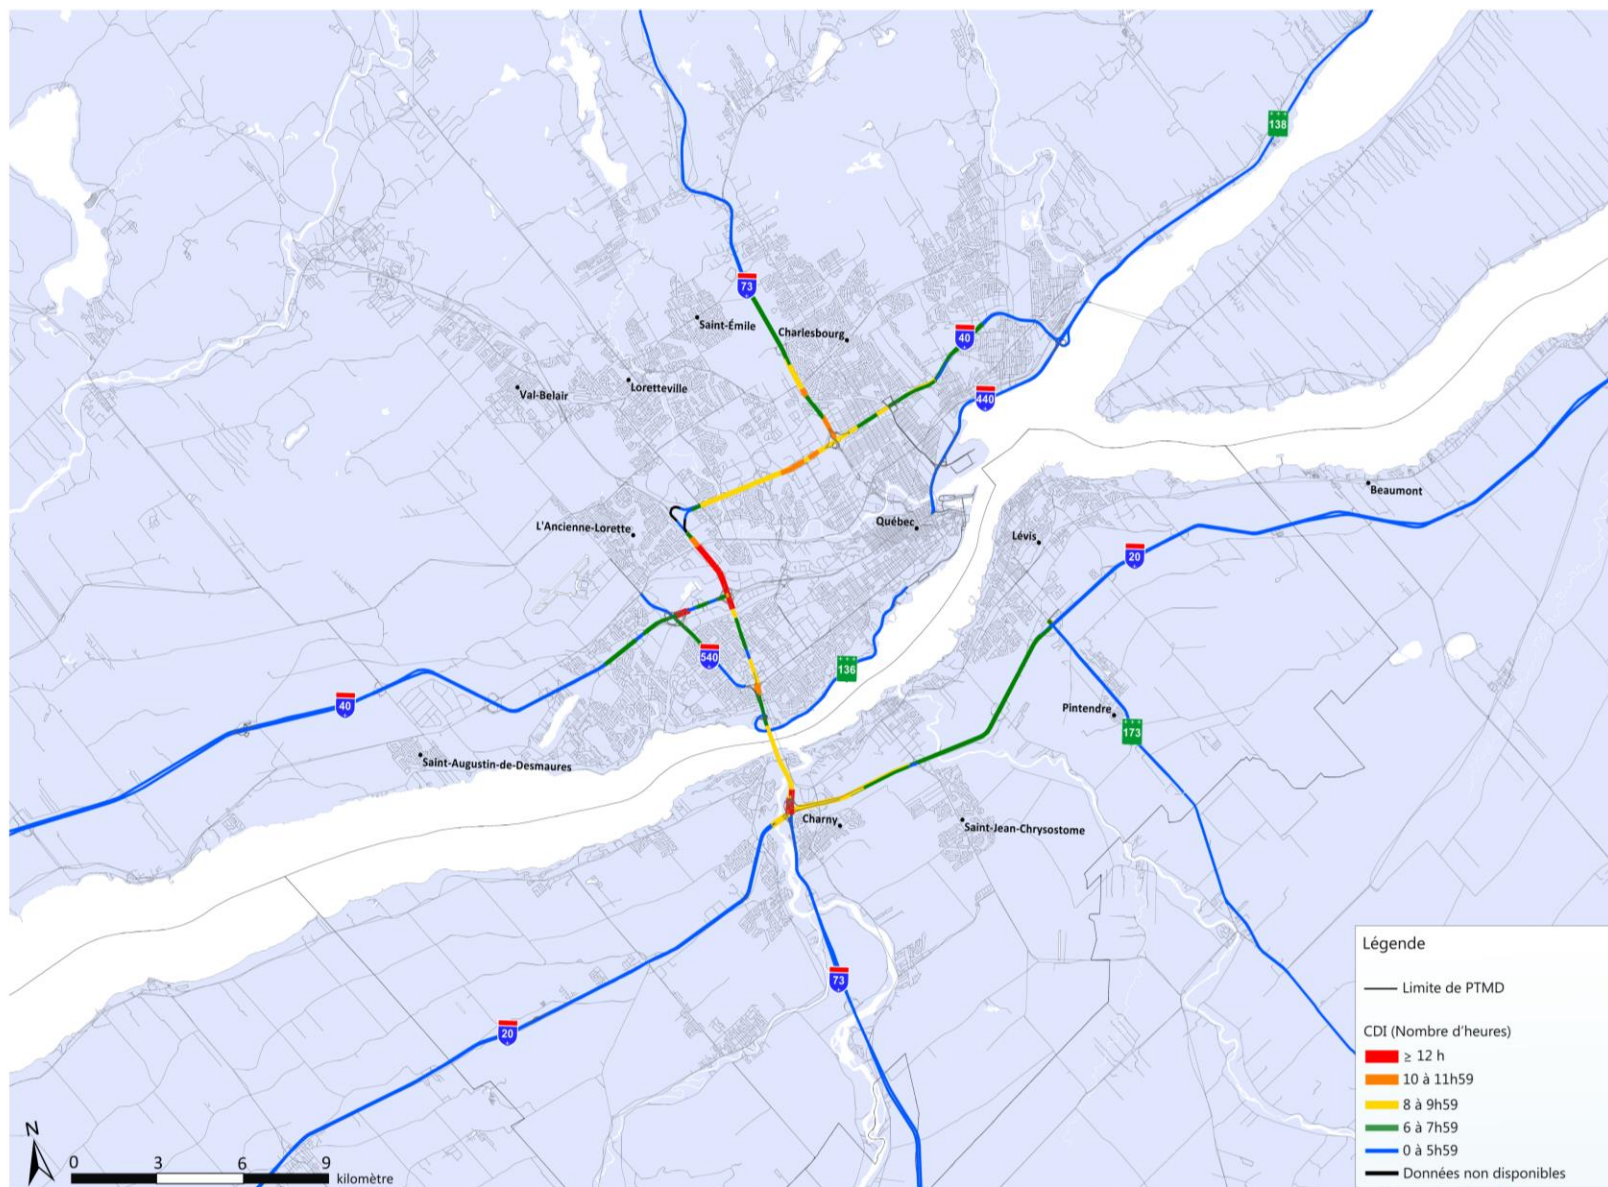 138
73
Saint-Émile
Charlesbourg
40
Val-Belair
Loretteville
440
Beaumont
L'Ancienne-Lorette
Québec
Lévis
20
540
136
40
Pintendre
173
Saint-Augustin-de-Desmaures
Charny
Saint-Jean-Chrysostome
73
20
Légende
Limite de PTMD
CDI (Nombre d'heures)
≥ 12 h
10 à 11h59
8 à 9h59
6 à 7h59
0 à 5h59
Données non disponibles
N
0 3 6 9
kilomètre